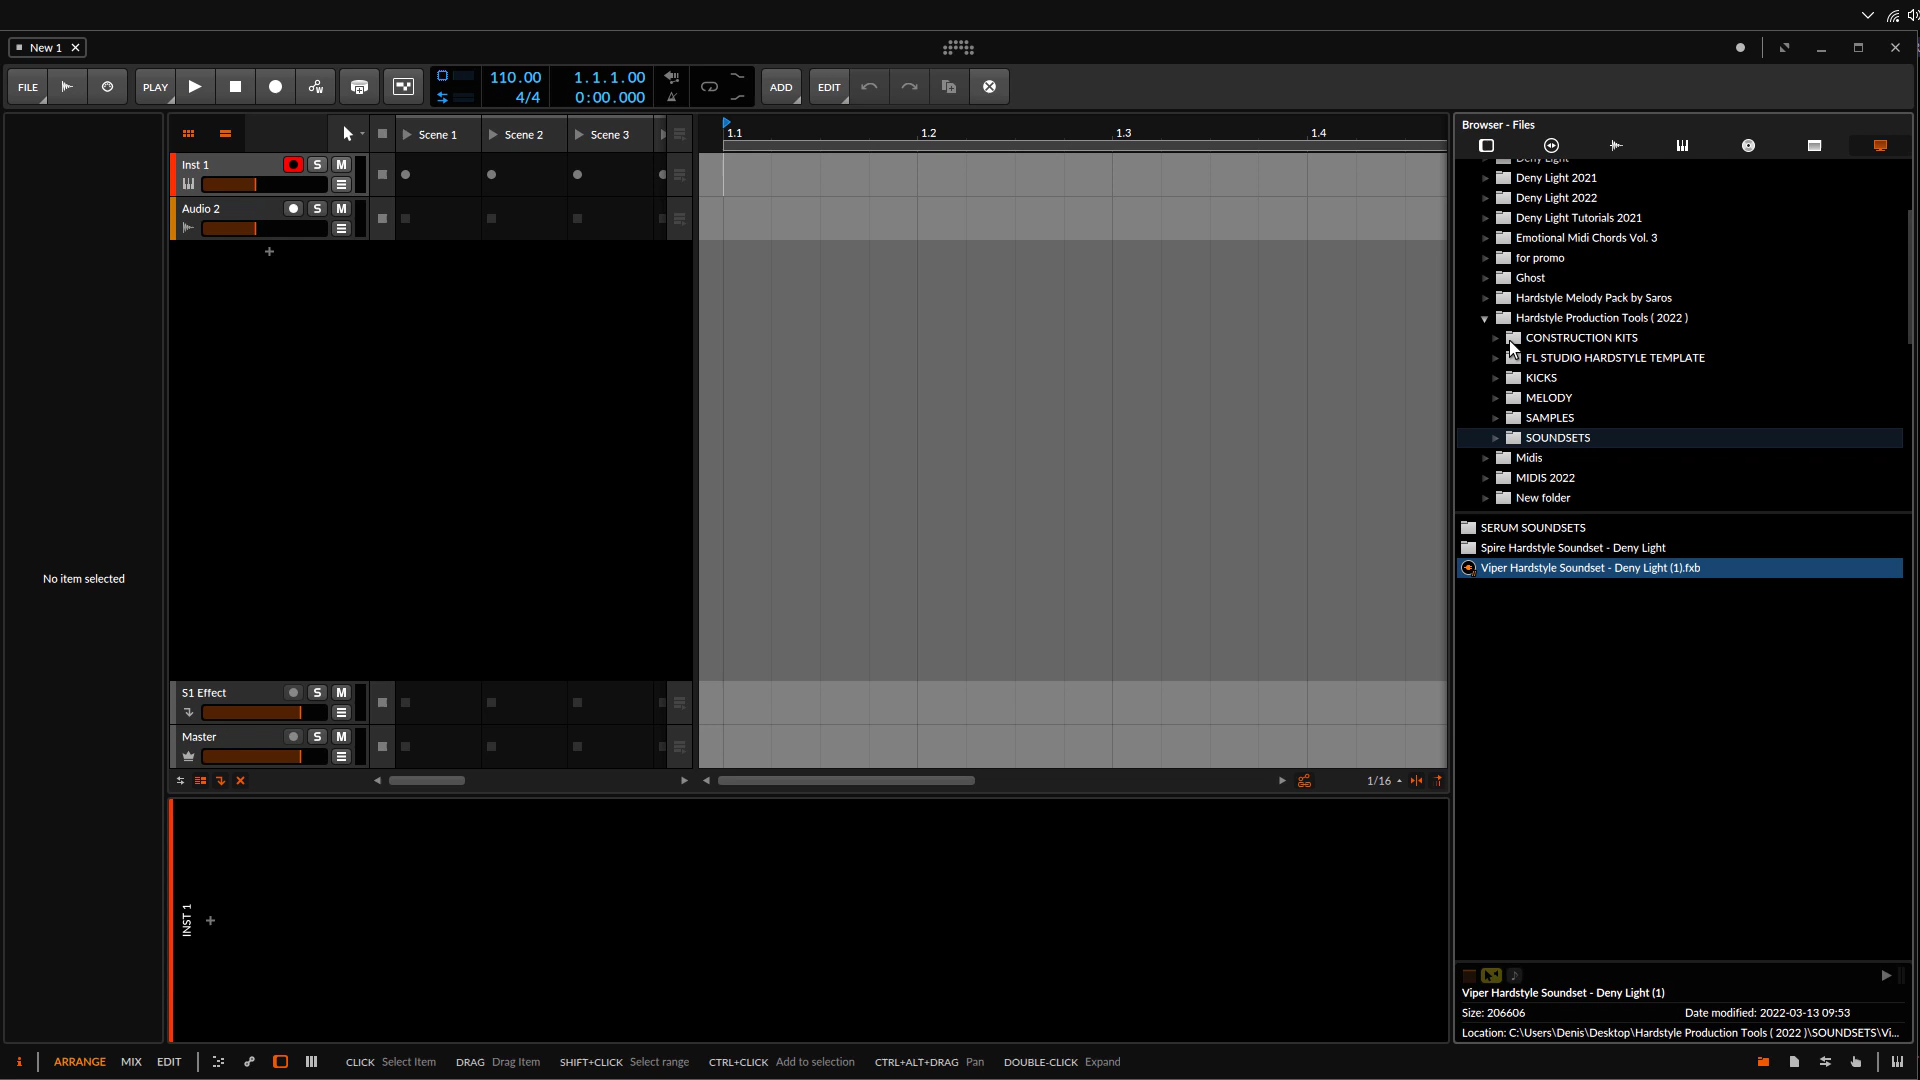 New 1
FILE
PLAY
110.00
4/4
1.1.1.00
0:00.000
ADD
EDIT
Scene 1
Scene 2
Scene 3
1.1
1.2
1.3
1.4
Inst 1
S
M
Audio 2
S
M
No item selected
S1 Effect
S
M
Master
S
M
1/16
INST 1
Browser - Files
Deny Light
Deny Light 2021
Deny Light 2022
Deny Light Tutorials 2021
Emotional Midi Chords Vol. 3
for promo
Ghost
Hardstyle Melody Pack by Saros
Hardstyle Production Tools ( 2022 )
CONSTRUCTION KITS
FL STUDIO HARDSTYLE TEMPLATE
KICKS
MELODY
SAMPLES
SOUNDSETS
Midis
MIDIS 2022
New folder
SERUM SOUNDSETS
Spire Hardstyle Soundset - Deny Light
Viper Hardstyle Soundset - Deny Light (1).fxb
Viper Hardstyle Soundset - Deny Light (1)
Size: 206606
Date modified: 2022-03-13 09:53
Location: C:\Users\Denis\Desktop\Hardstyle Production Tools ( 2022 )\SOUNDSETS\Vi...
i
ARRANGE
MIX
EDIT
CLICK Select Item
DRAG Drag Item
SHIFT+CLICK Select range
CTRL+CLICK Add to selection
CTRL+ALT+DRAG Pan
DOUBLE-CLICK Expand